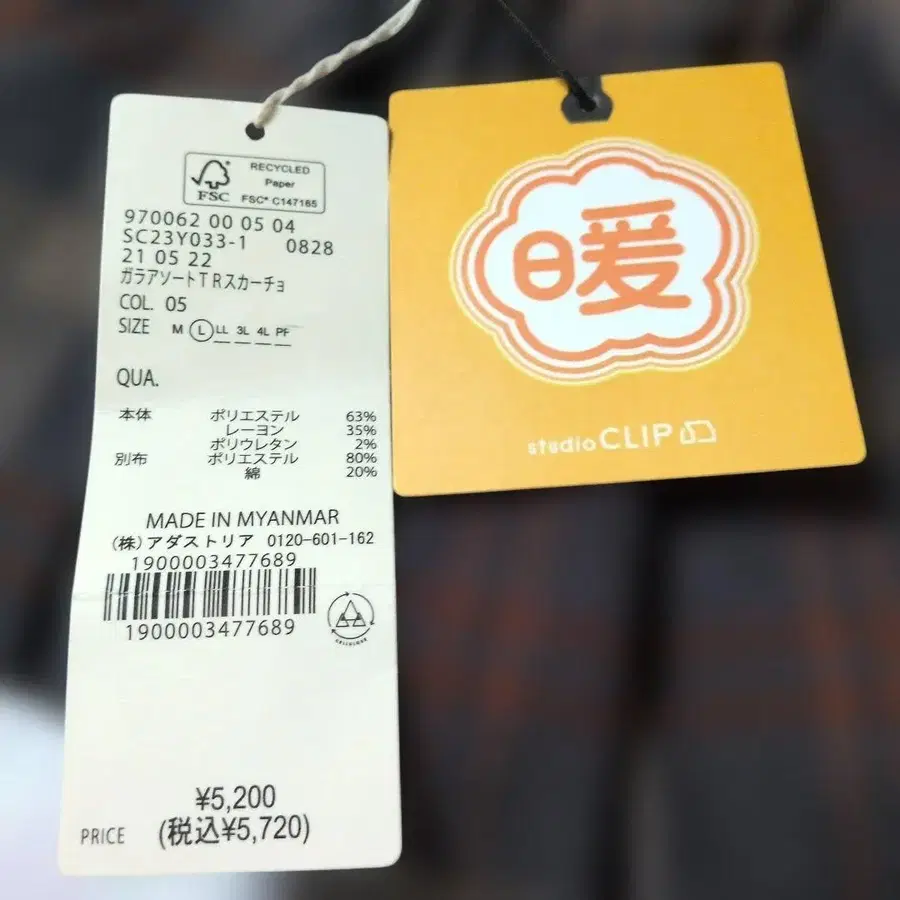 RECYCLED
Paper
FSC® C147165
FSC
970062 00 05 04
SC23Y033-1 0828
21 05 22
ガラアソートTRスカーチョ
COL. 05
SIZE M L LL 3L 4L PF
QUA.
本体 ポリエステル 63%
レーヨン 35%
ポリウレタン 2%
別布 ポリエステル 80%
綿 20%
MADE IN MYANMAR
(株)アダストリア 0120-601-162
1900003477689
1900003477689
CELLULOSE
¥5,200
PRICE (税込¥5,720)
暖
studio CLIP